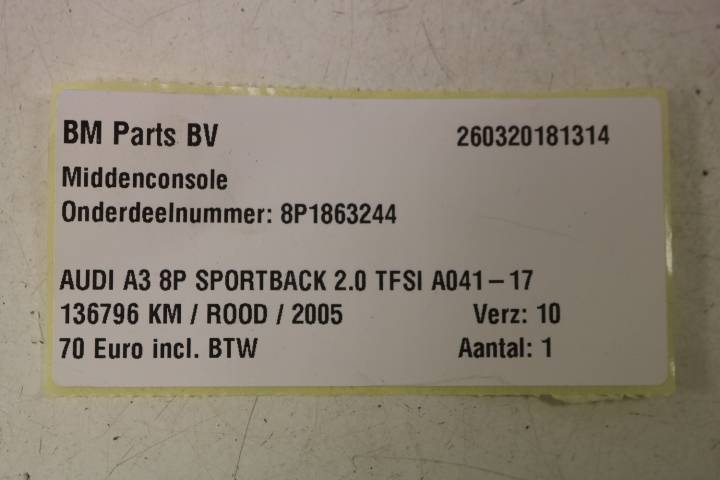 BM Parts BV 260320181314
Middenconsole
Onderdeelnummer: 8P1863244
AUDI A3 8P SPORTBACK 2.0 TFSI A041-17
136796 KM / ROOD / 2005 Verz: 10
70 Euro incl. BTW Aantal: 1